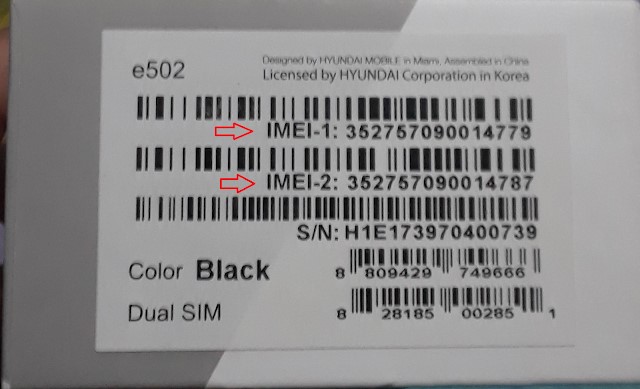 e502
Designed by HYUNDAI MOBILE in Miami, Assembled in China
Licensed by HYUNDAI Corporation in Korea
IMEI-1: 352757090014779
IMEI-2: 352757090014787
S/N: H1E173970400739
Color Black
8 809429 749666
Dual SIM
8 28185 00285 1